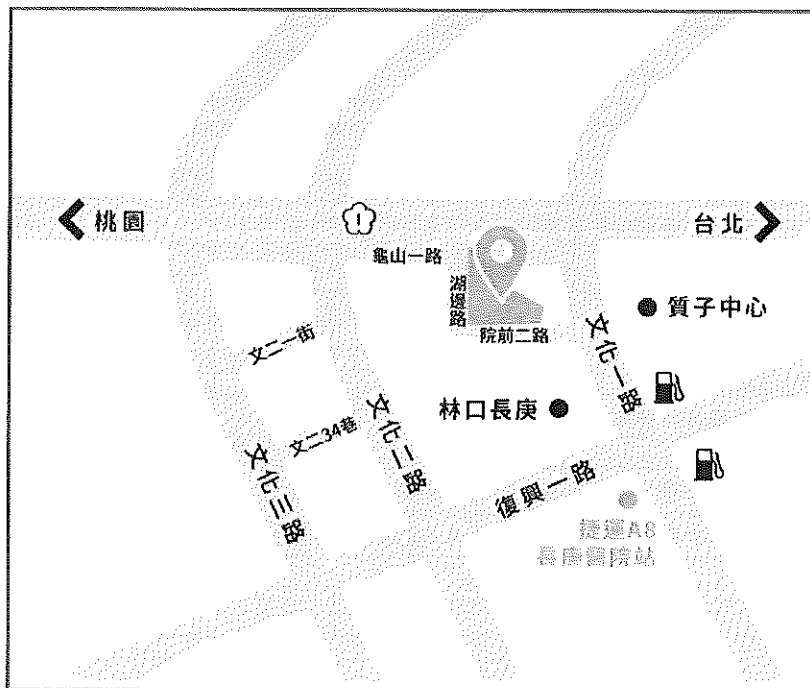 桃園
1
台北
龜山一路
湖邊路
質子中心
院前二路
文二一街
文化一路
林口長庚
文化二路
文二34巷
文化三路
復興一路
捷運A8
長庚醫院站